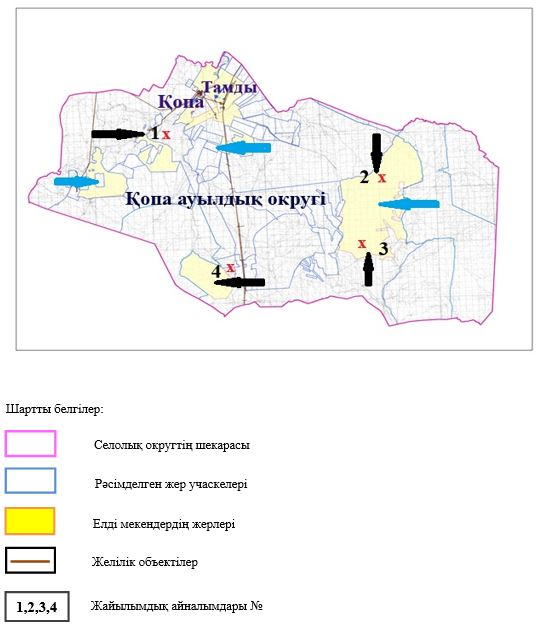 Тамды
Қопа
1 х
2 х
Қопа ауылдық округі
х 3
4 х
Шартты белгілер:
Селолық округтің шекарасы
Рәсімделген жер учаскелері
Елді мекендердің жерлері
Желілік объектілер
1,2,3,4 Жайылымдық айналымдары №